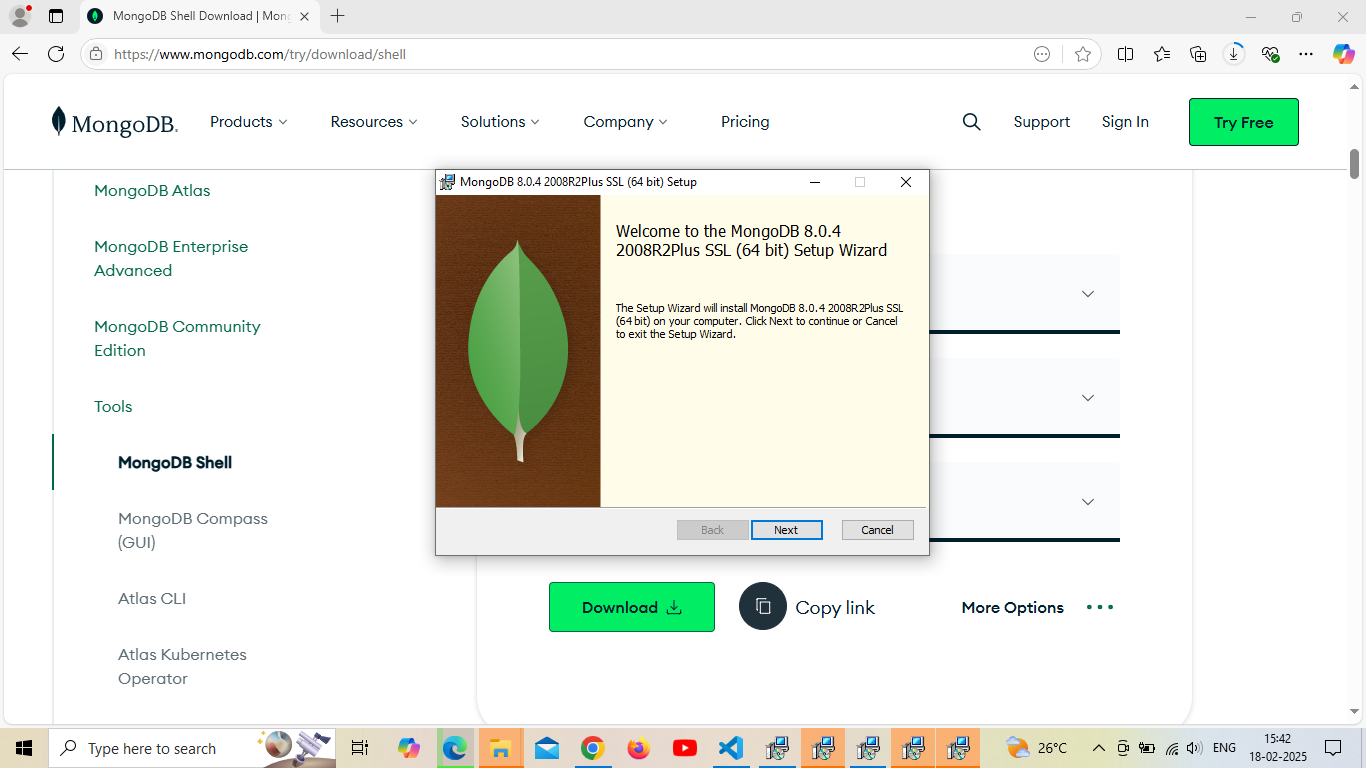 MongoDB Shell Download | Mong
https://www.mongodb.com/try/download/shell
MongoDB.
Products
Resources
Solutions
Company
Pricing
Support
Sign In
Try Free
MongoDB Atlas
MongoDB Enterprise
Advanced
MongoDB Community
Edition
Tools
MongoDB Shell
MongoDB Compass
(GUI)
Atlas CLI
Atlas Kubernetes
Operator
MongoDB 8.0.4 2008R2Plus SSL (64 bit) Setup
Welcome to the MongoDB 8.0.4
2008R2Plus SSL (64 bit) Setup Wizard
The Setup Wizard will install MongoDB 8.0.4 2008R2Plus SSL
(64 bit) on your computer. Click Next to continue or Cancel
to exit the Setup Wizard.
Back
Next
Cancel
Download
Copy link
More Options
Type here to search
26°C
ENG
15:42
18-02-2025